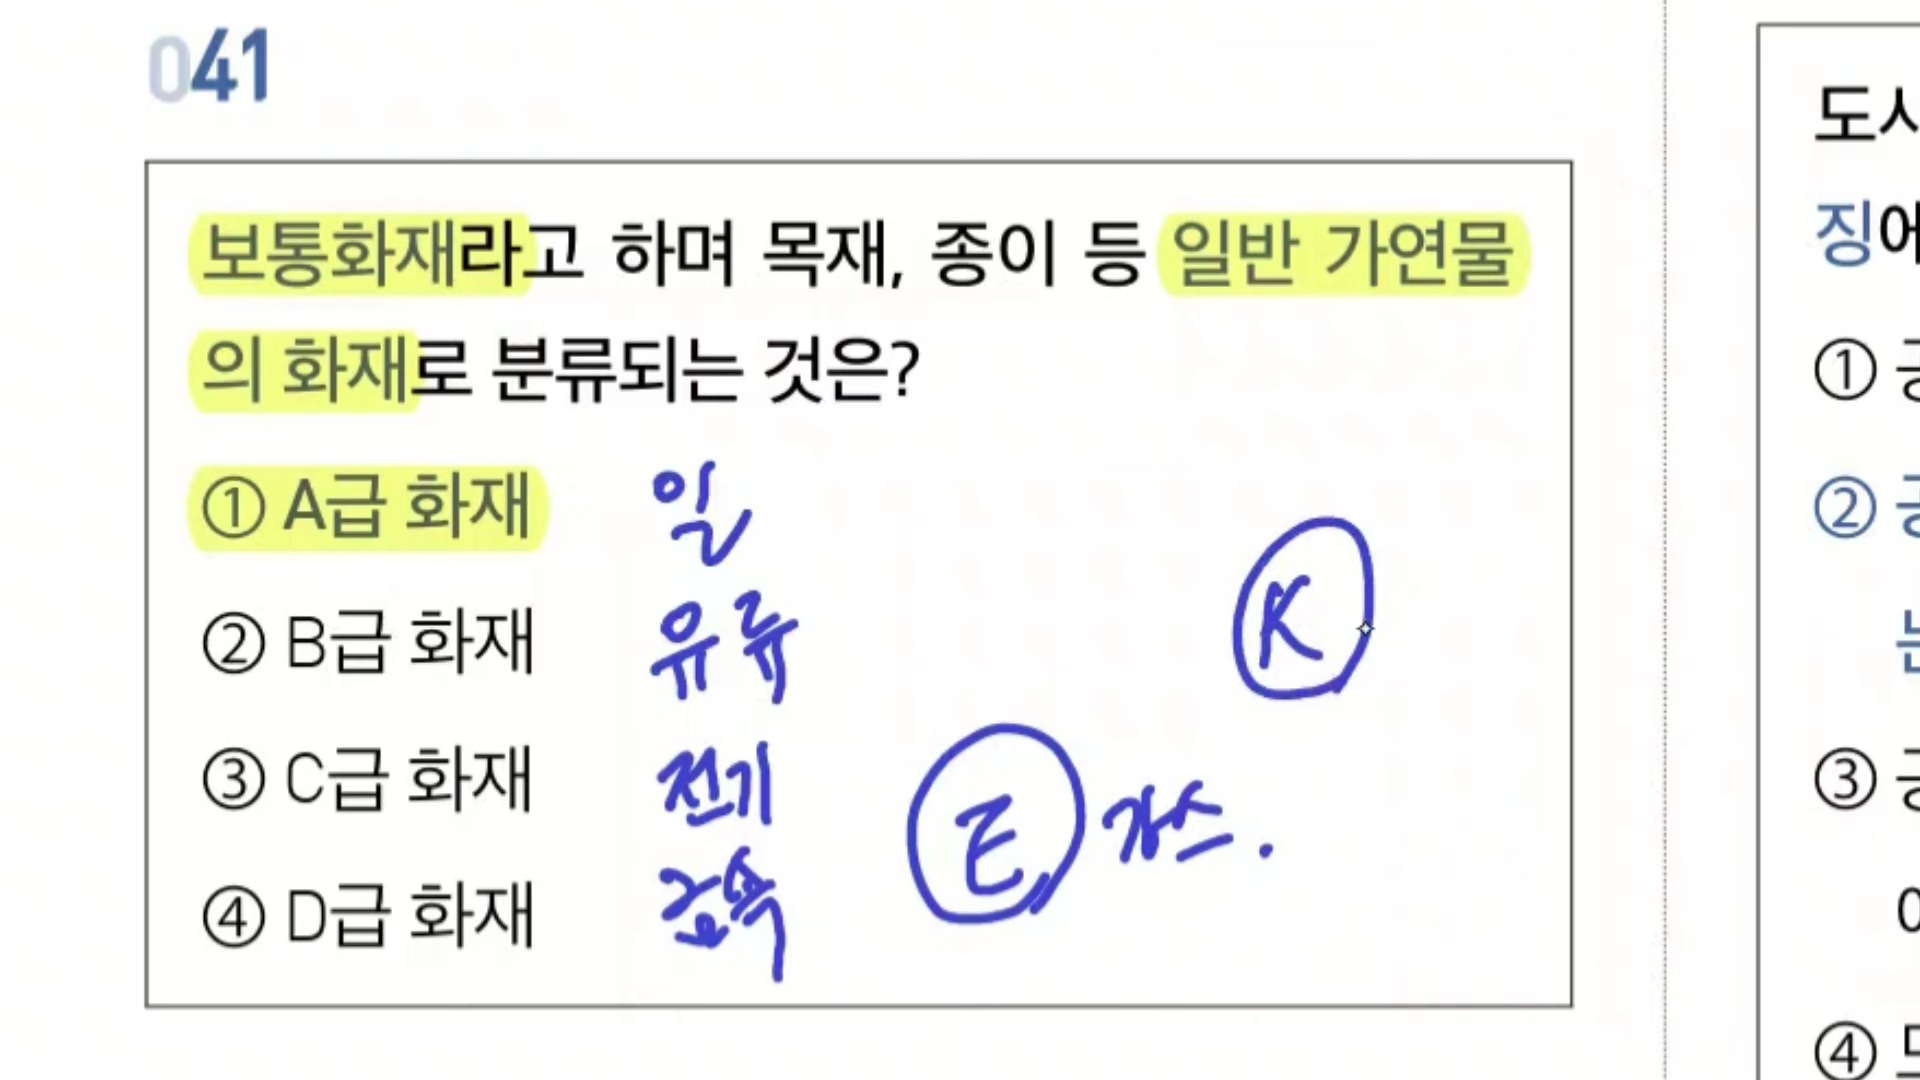 041
보통화재라고 하며 목재, 종이 등 일반 가연물
의 화재로 분류되는 것은?
① A급 화재 일
② B급 화재 유류
③ C급 화재 전기
④ D급 화재 금속
K
E 가스.
도시
징에
①
②
③
④